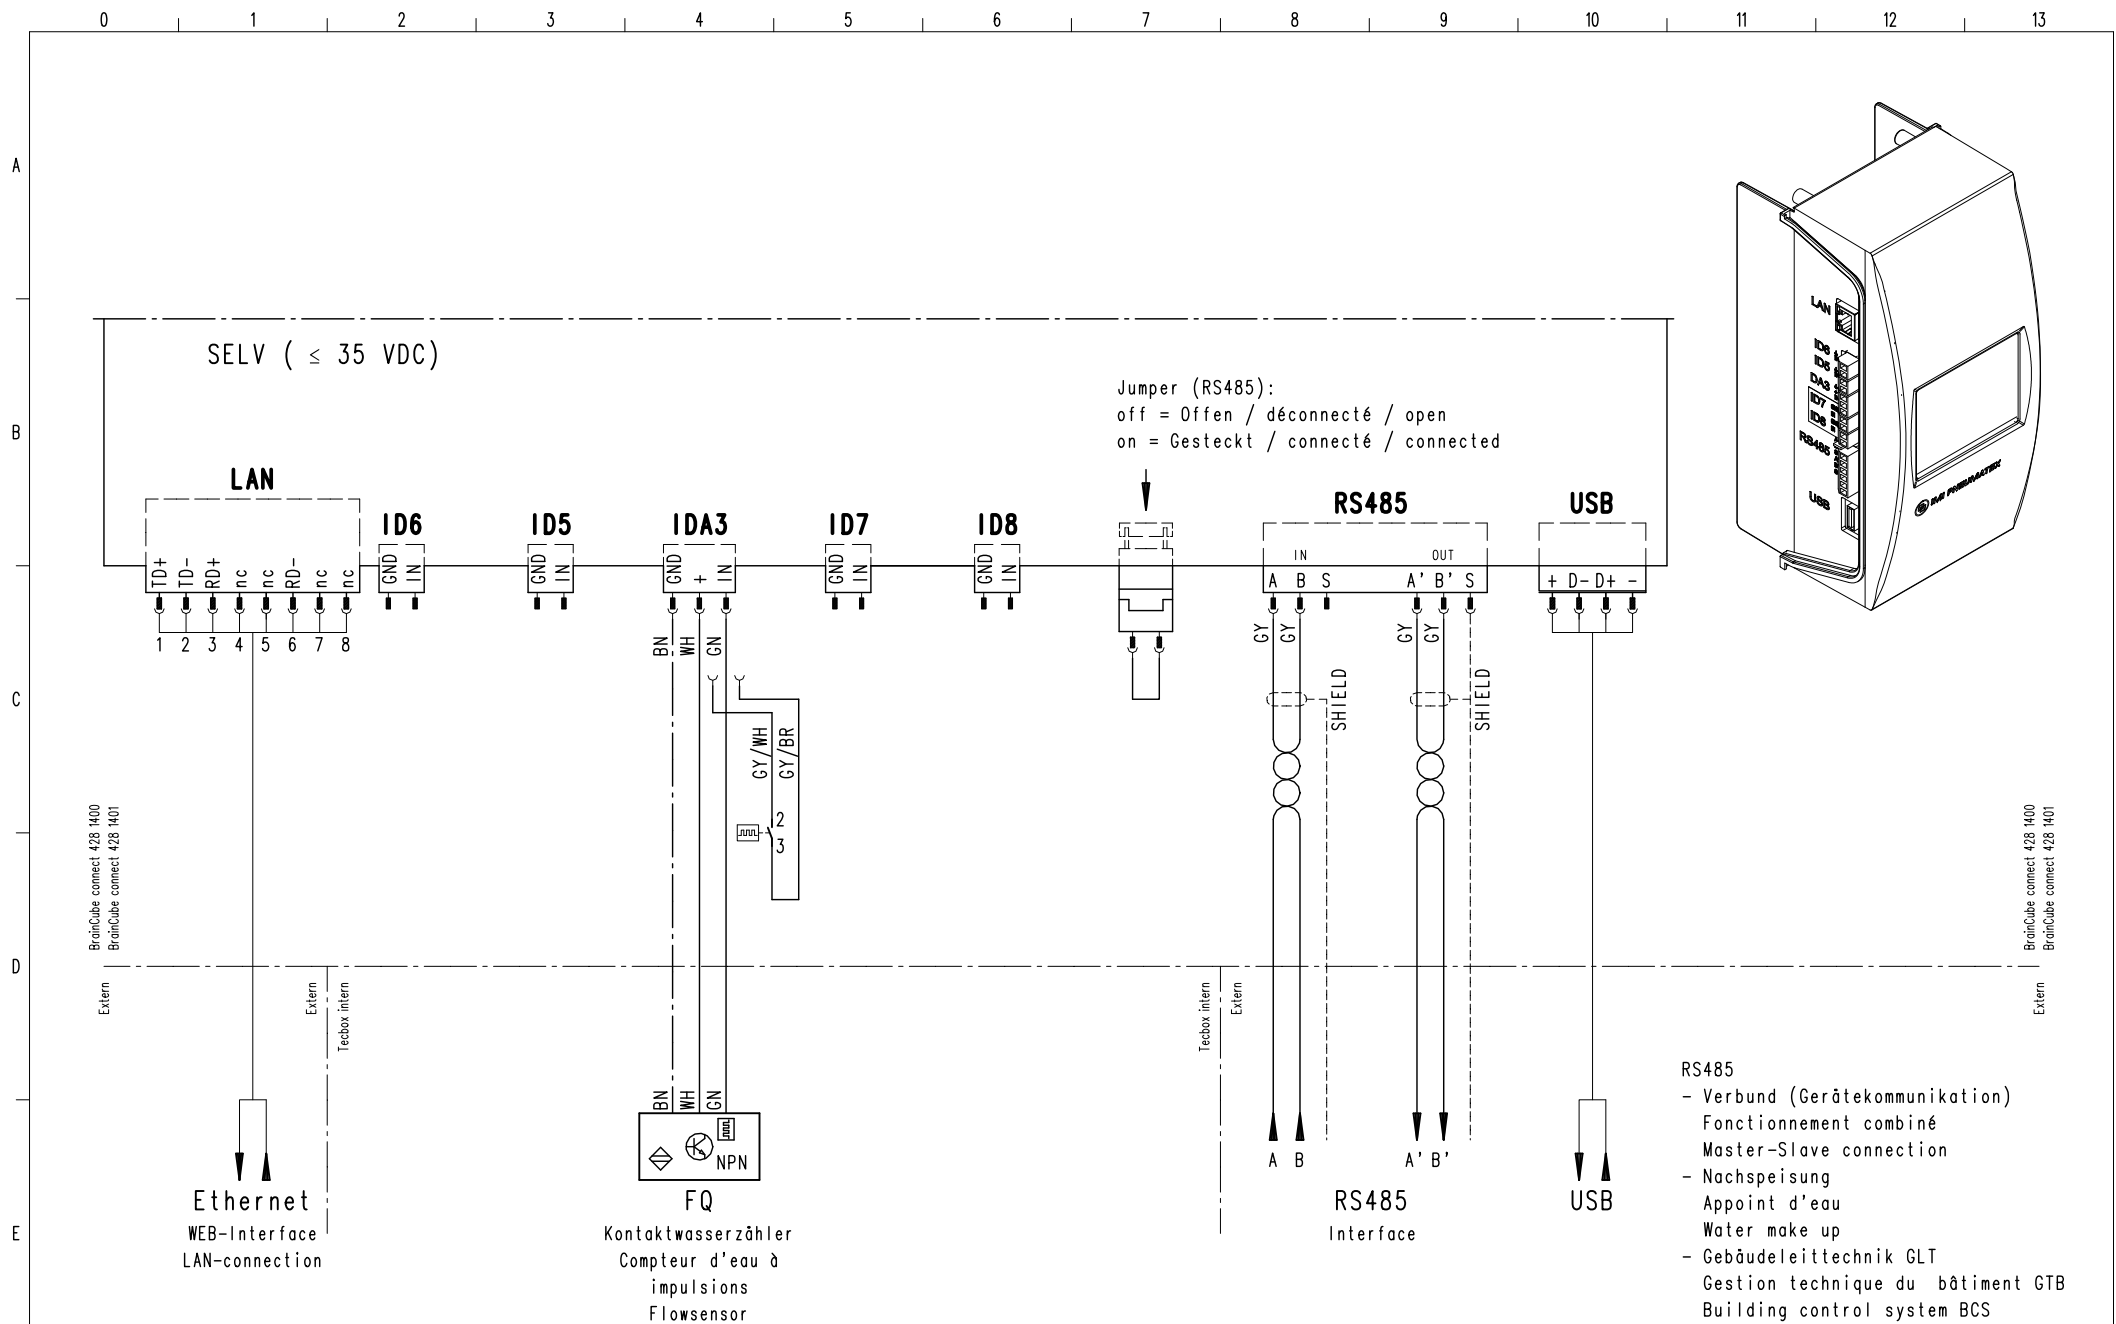 0 1 2 3 4 5 6 7 8 9 10 11 12 13
A
B
C
D
E
SELV ( ≤ 35 VDC)
Jumper (RS485):
off = Offen / déconnecté / open
on = Gesteckt / connecté / connected
LAN
TD+ TD- RD+ nc nc RD- nc nc
1 2 3 4 5 6 7 8
ID6
GND IN
ID5
GND IN
IDA3
GND + IN
BN WH GN
GY/WH
GY/BR
2
3
ID7
GND IN
ID8
GND IN
RS485
IN OUT
A B S A' B' S
GY GY GY GY
SHIELD
SHIELD
USB
+ D- D+ -
LAN
ID6
ID5
DA3
ID7
ID6
RS485
USB
IMI PNEUMATEX
BrainCube connect 428 1400
BrainCube connect 428 1401
BrainCube connect 428 1400
BrainCube connect 428 1401
Extern
Extern
Tecbox intern
Tecbox intern
Extern
Extern
Ethernet
WEB-Interface
LAN-connection
BN WH GN
NPN
FQ
Kontaktwasserzähler
Compteur d'eau à
impulsions
Flowsensor
A B A' B'
RS485
Interface
USB
RS485
- Verbund (Gerätekommunikation)
Fonctionnement combiné
Master-Slave connection
- Nachspeisung
Appoint d'eau
Water make up
- Gebäudeleittechnik GLT
Gestion technique du bâtiment GTB
Building control system BCS